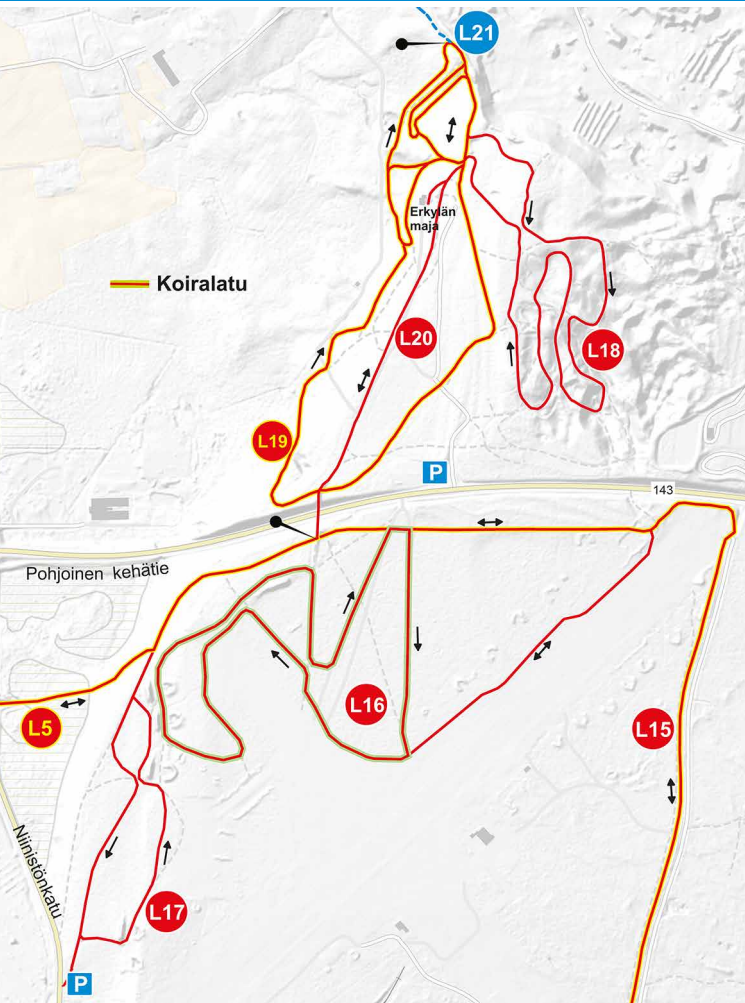 L21
Erkylän
maja
Koiralatu
L20
L18
L19
P
143
Pohjoinen kehätie
L16
L5
L15
Niinistönkatu
L17
P